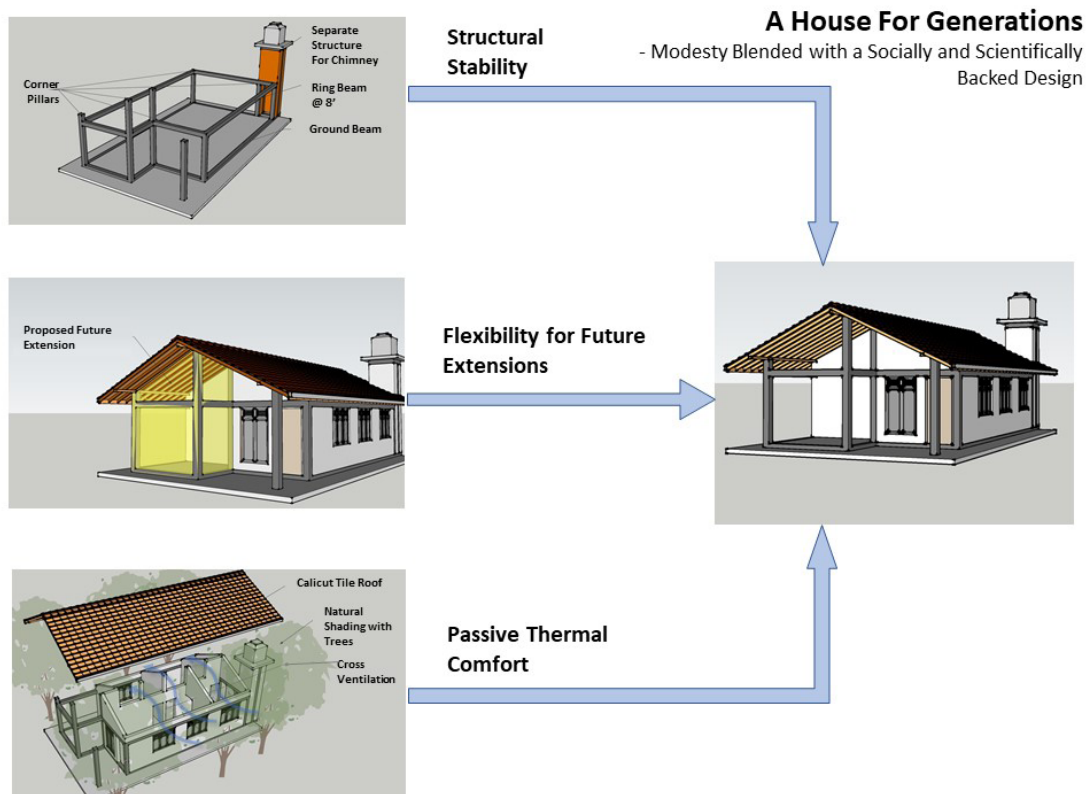 A House For Generations
- Modesty Blended with a Socially and Scientifically
Backed Design
Separate
Structure
For Chimney
Corner
Pillars
Ring Beam
@ 8'
Ground Beam
Structural
Stability
Proposed Future
Extension
Flexibility for Future
Extensions
Calicut Tile Roof
Natural
Shading with
Trees
Cross
Ventilation
Passive Thermal
Comfort